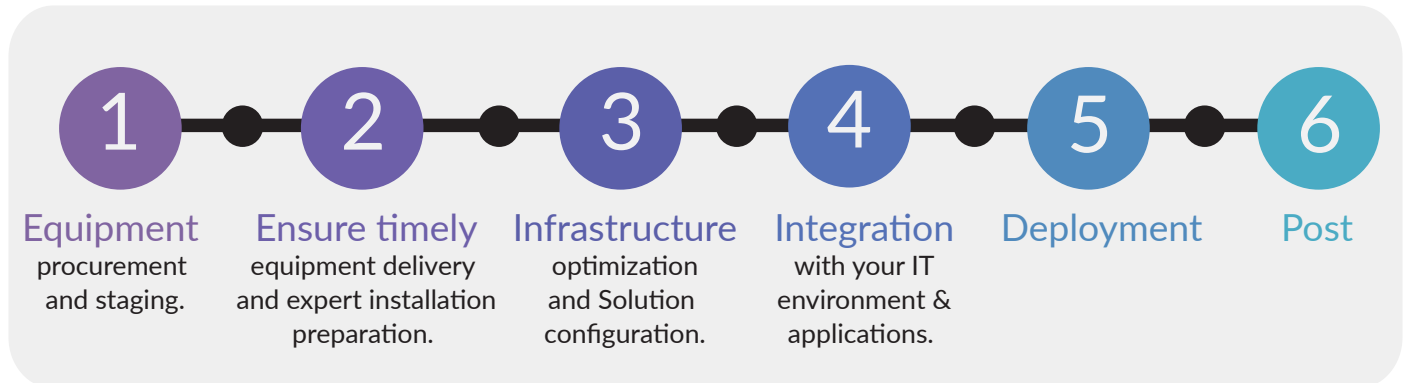 1
Equipment
procurement
and staging.
2
Ensure timely
equipment delivery
and expert installation
preparation.
3
Infrastructure
optimization
and Solution
configuration.
4
Integration
with your IT
environment &
applications.
5
Deployment
6
Post